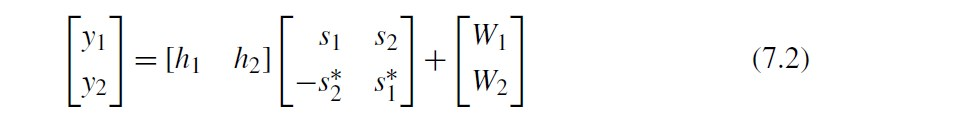 [y₁ y₂] = [h₁ h₂] [s₁ s₂ −s₂* s₁*] + [W₁ W₂] (7.2)